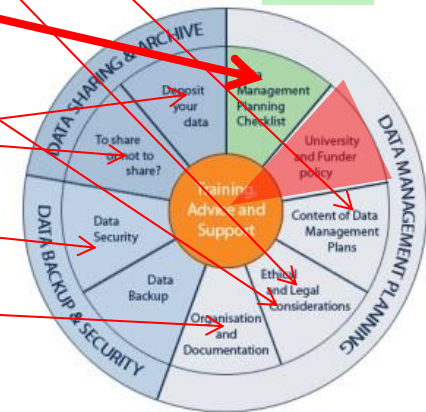 DATA SHARING & ARCHIVE
DATA MANAGEMENT PLANNING
DATA BACKUP & SECURITY
Deposit
your
data
Management
Planning
Checklist
University
and Funder
policy
Content of Data
Management
Plans
Ethical
and Legal
Considerations
Organisation
and
Documentation
Data
Backup
Data
Security
To share
or not to
share?
Training,
Advice and
Support